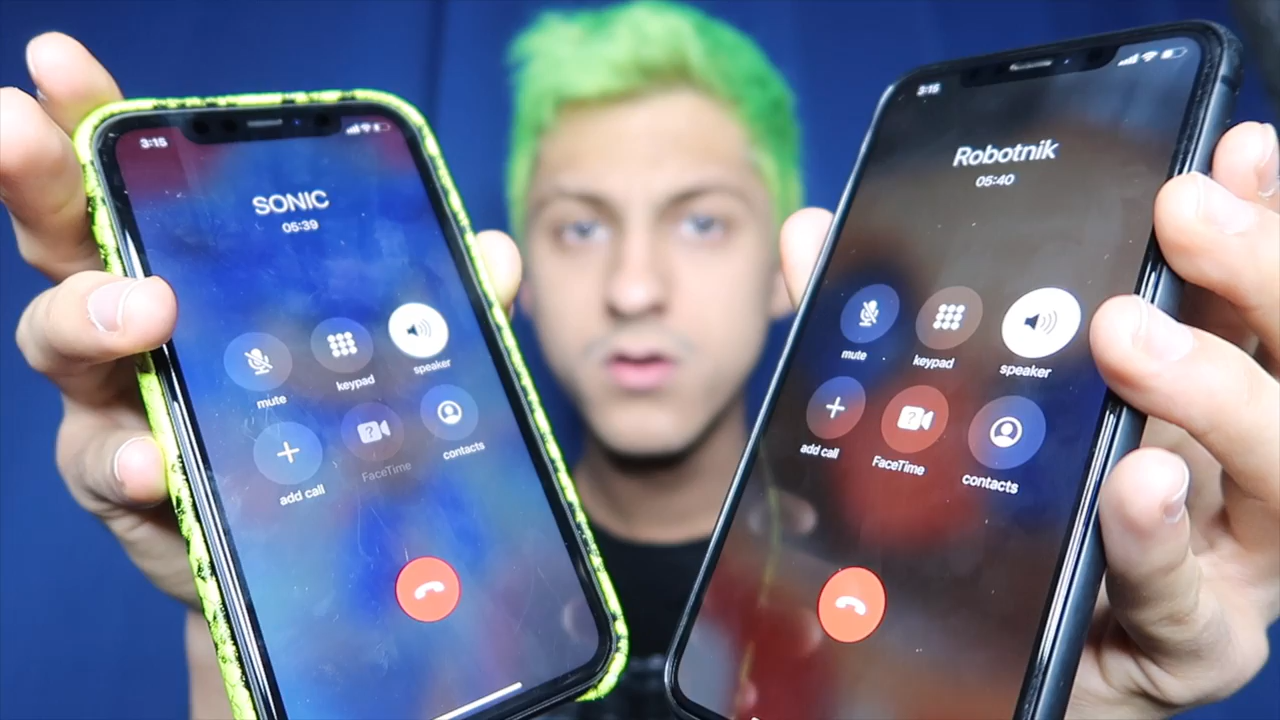 3:15
SONIC
05:39
mute
keypad
speaker
add call
FaceTime
contacts
3:15
Robotnik
05:40
mute
keypad
speaker
add call
FaceTime
contacts